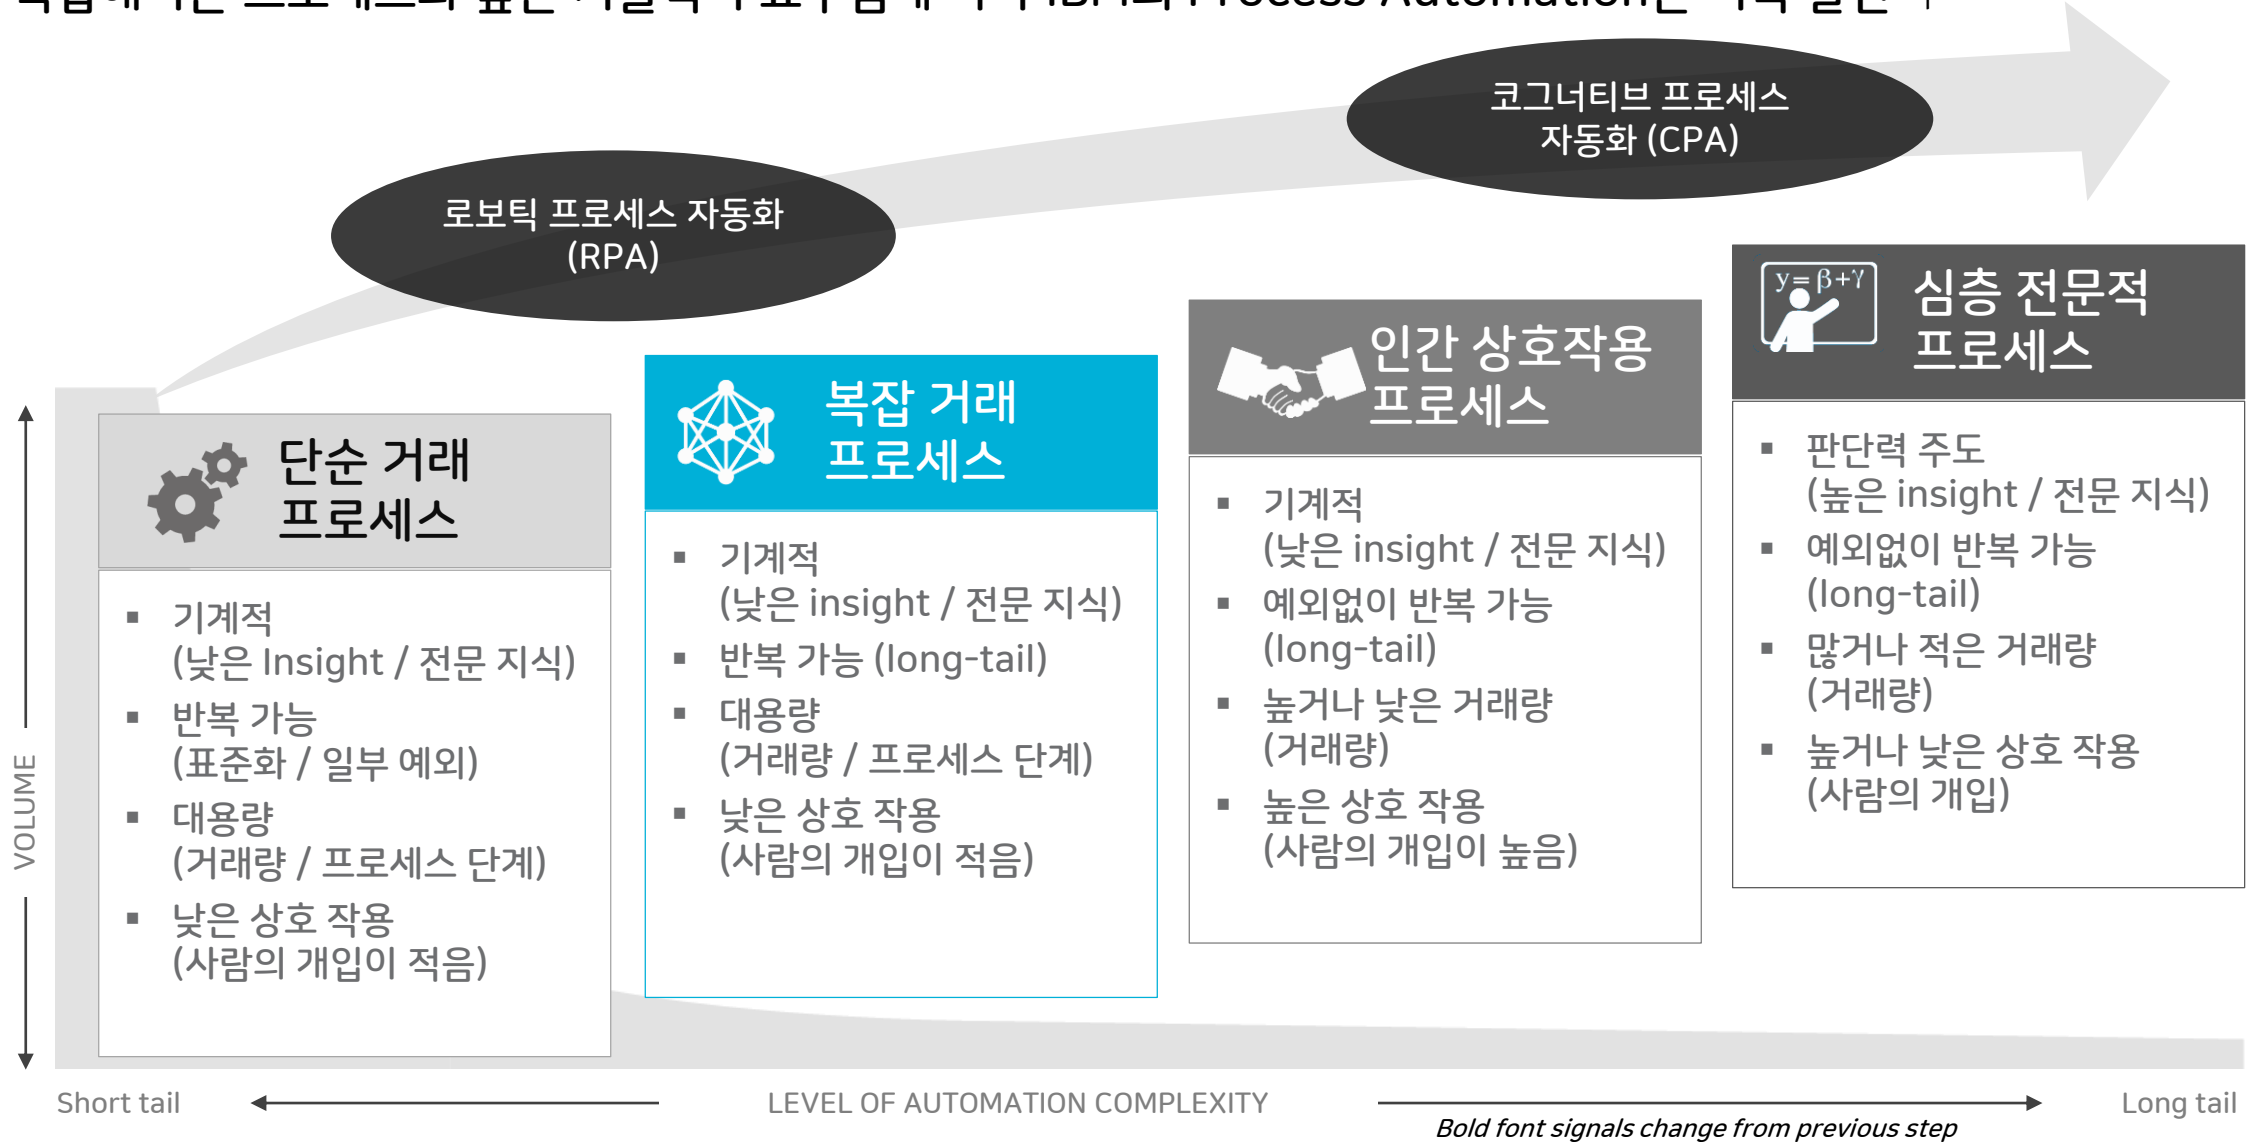 Process Automation
코그너티브 프로세스
자동화 (CPA)
로보틱 프로세스 자동화
(RPA)
단순 거래
프로세스
▪ 기계적
(낮은 Insight / 전문 지식)
▪ 반복 가능
(표준화 / 일부 예외)
▪ 대용량
(거래량 / 프로세스 단계)
▪ 낮은 상호 작용
(사람의 개입이 적음)
복잡 거래
프로세스
▪ 기계적
(낮은 insight / 전문 지식)
▪ 반복 가능 (long-tail)
▪ 대용량
(거래량 / 프로세스 단계)
▪ 낮은 상호 작용
(사람의 개입이 적음)
인간 상호작용
프로세스
▪ 기계적
(낮은 insight / 전문 지식)
▪ 예외없이 반복 가능
(long-tail)
▪ 높거나 낮은 거래량
(거래량)
▪ 높은 상호 작용
(사람의 개입이 높음)
y= β+γ
심층 전문적
프로세스
▪ 판단력 주도
(높은 insight / 전문 지식)
▪ 예외없이 반복 가능
(long-tail)
▪ 많거나 적은 거래량
(거래량)
▪ 높거나 낮은 상호 작용
(사람의 개입)
VOLUME
Short tail
LEVEL OF AUTOMATION COMPLEXITY
Long tail
Bold font signals change from previous step